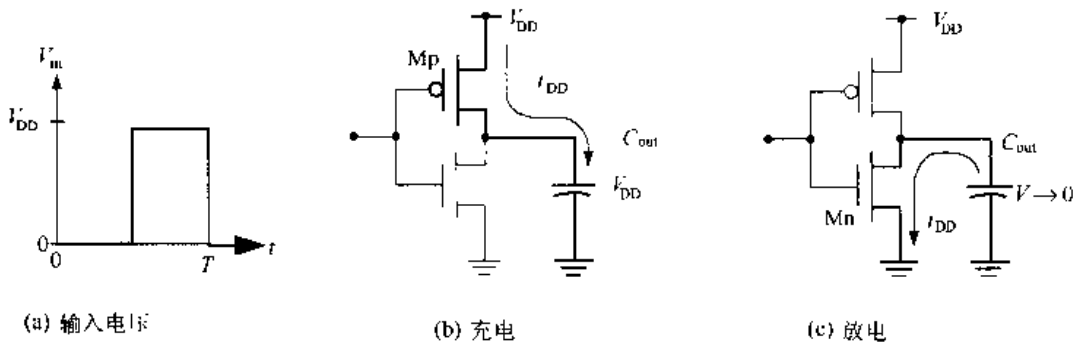 V_in
V_DD
0
0
T
t
(a) 输入电压
V_DD
Mp
i_DD
C_out
V_DD
(b) 充电
V_DD
C_out
V → 0
Mn
i_DD
(c) 放电